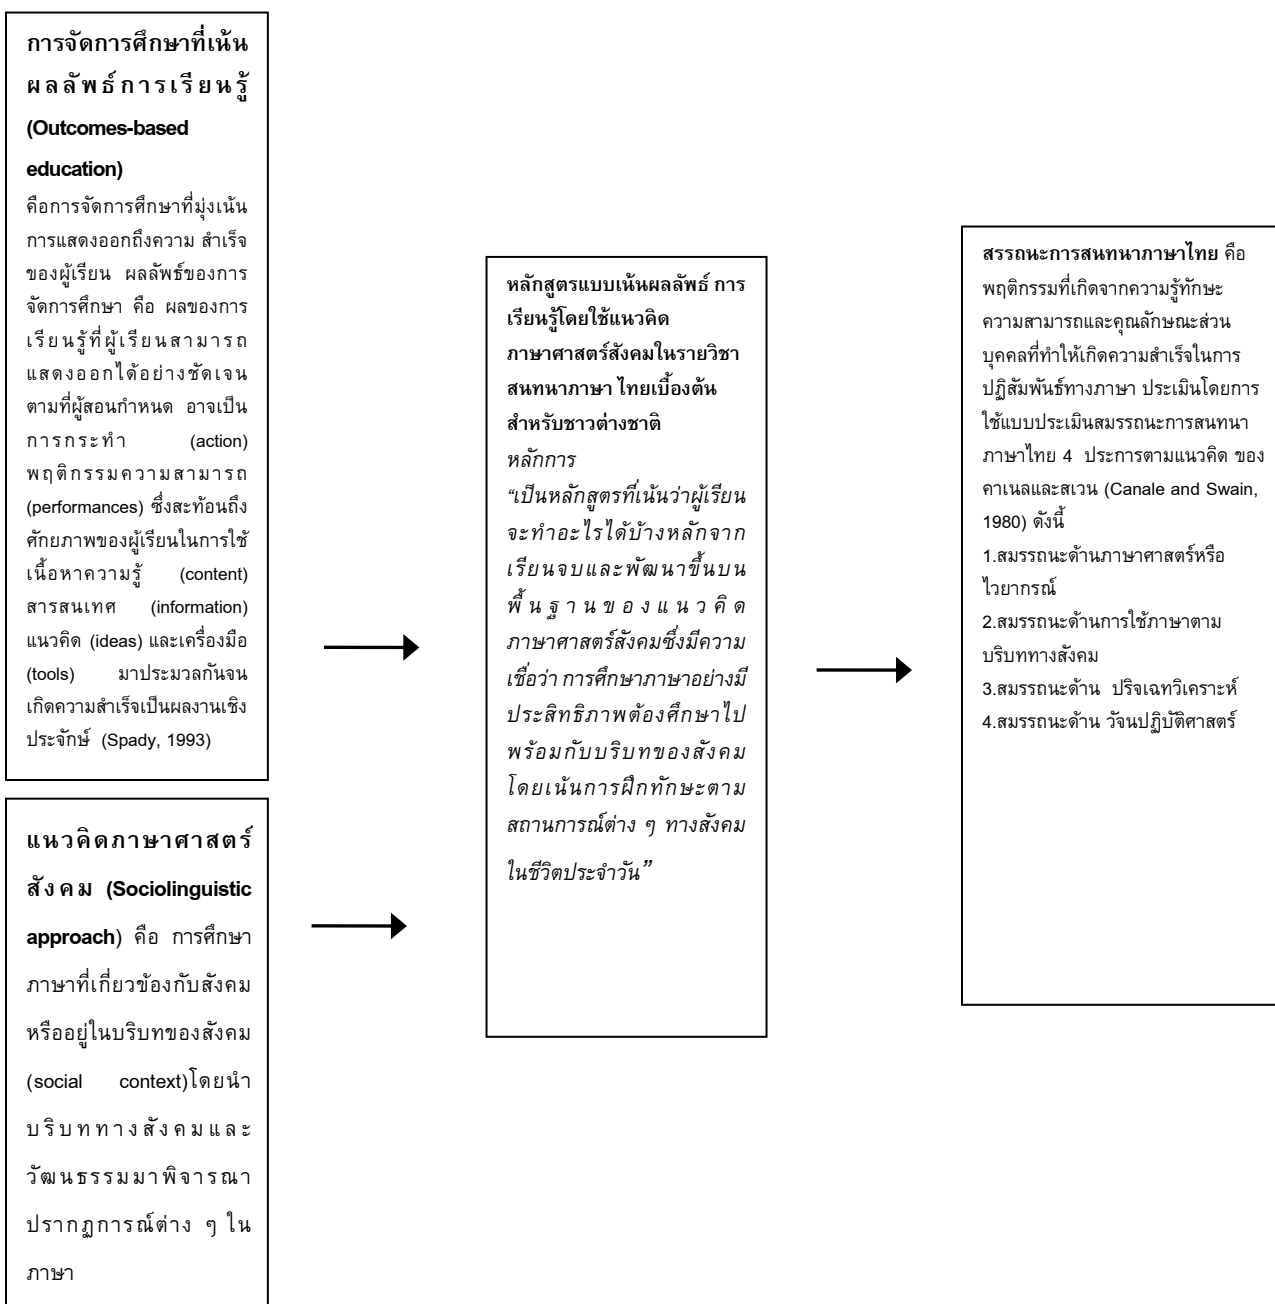 การจัดการศึกษาที่เน้น
ผลลัพธ์การเรียนรู้
(Outcomes-based
education)
คือการจัดการศึกษาที่มุ่งเน้น
การแสดงออกถึงความ สำเร็จ
ของผู้เรียน ผลลัพธ์ของการ
จัดการศึกษา คือ ผลของการ
เรียนรู้ที่ผู้เรียนสามารถ
แสดงออกได้อย่างชัดเจน
ตามที่ผู้สอนกำหนด อาจเป็น
การกระทำ (action)
พฤติกรรมความสามารถ
(performances) ซึ่งสะท้อนถึง
ศักยภาพของผู้เรียนในการใช้
เนื้อหาความรู้ (content)
สารสนเทศ (information)
แนวคิด (ideas) และเครื่องมือ
(tools) มาประมวลกันจน
เกิดความสำเร็จเป็นผลงานเชิง
ประจักษ์ (Spady, 1993)
แนวคิดภาษาศาสตร์
สังคม (Sociolinguistic
approach) คือ การศึกษา
ภาษาที่เกี่ยวข้องกับสังคม
หรืออยู่ในบริบทของสังคม
(social context)โดยนำ
บริบททางสังคมและ
วัฒนธรรมมาพิจารณา
ปรากฏการณ์ต่าง ๆ ใน
ภาษา
หลักสูตรแบบเน้นผลลัพธ์ การ
เรียนรู้โดยใช้แนวคิด
ภาษาศาสตร์สังคมในรายวิชา
สนทนาภาษา ไทยเบื้องต้น
สำหรับชาวต่างชาติ
หลักการ
“เป็นหลักสูตรที่เน้นว่าผู้เรียน
จะทำอะไรได้บ้างหลังจาก
เรียนจบและพัฒนาขึ้นบน
พื้นฐานของแนวคิด
ภาษาศาสตร์สังคมซึ่งมีความ
เชื่อว่า การศึกษาภาษาอย่างมี
ประสิทธิภาพต้องศึกษาไป
พร้อมกับบริบทของสังคม
โดยเน้นการฝึกทักษะตาม
สถานการณ์ต่าง ๆ ทางสังคม
ในชีวิตประจำวัน”
สรรถนะการสนทนาภาษาไทย คือ
พฤติกรรมที่เกิดจากความรู้ทักษะ
ความสามารถและคุณลักษณะส่วน
บุคคลที่ทำให้เกิดความสำเร็จในการ
ปฏิสัมพันธ์ทางภาษา ประเมินโดยการ
ใช้แบบประเมินสมรรถนะการสนทนา
ภาษาไทย 4 ประการตามแนวคิด ของ
คาเนลและสเวน (Canale and Swain,
1980) ดังนี้
1.สมรรถนะด้านภาษาศาสตร์หรือ
ไวยากรณ์
2.สมรรถนะด้านการใช้ภาษาตาม
บริบททางสังคม
3.สมรรถนะด้าน ปริจเฉทวิเคราะห์
4.สมรรถนะด้าน วัจนปฏิบัติศาสตร์